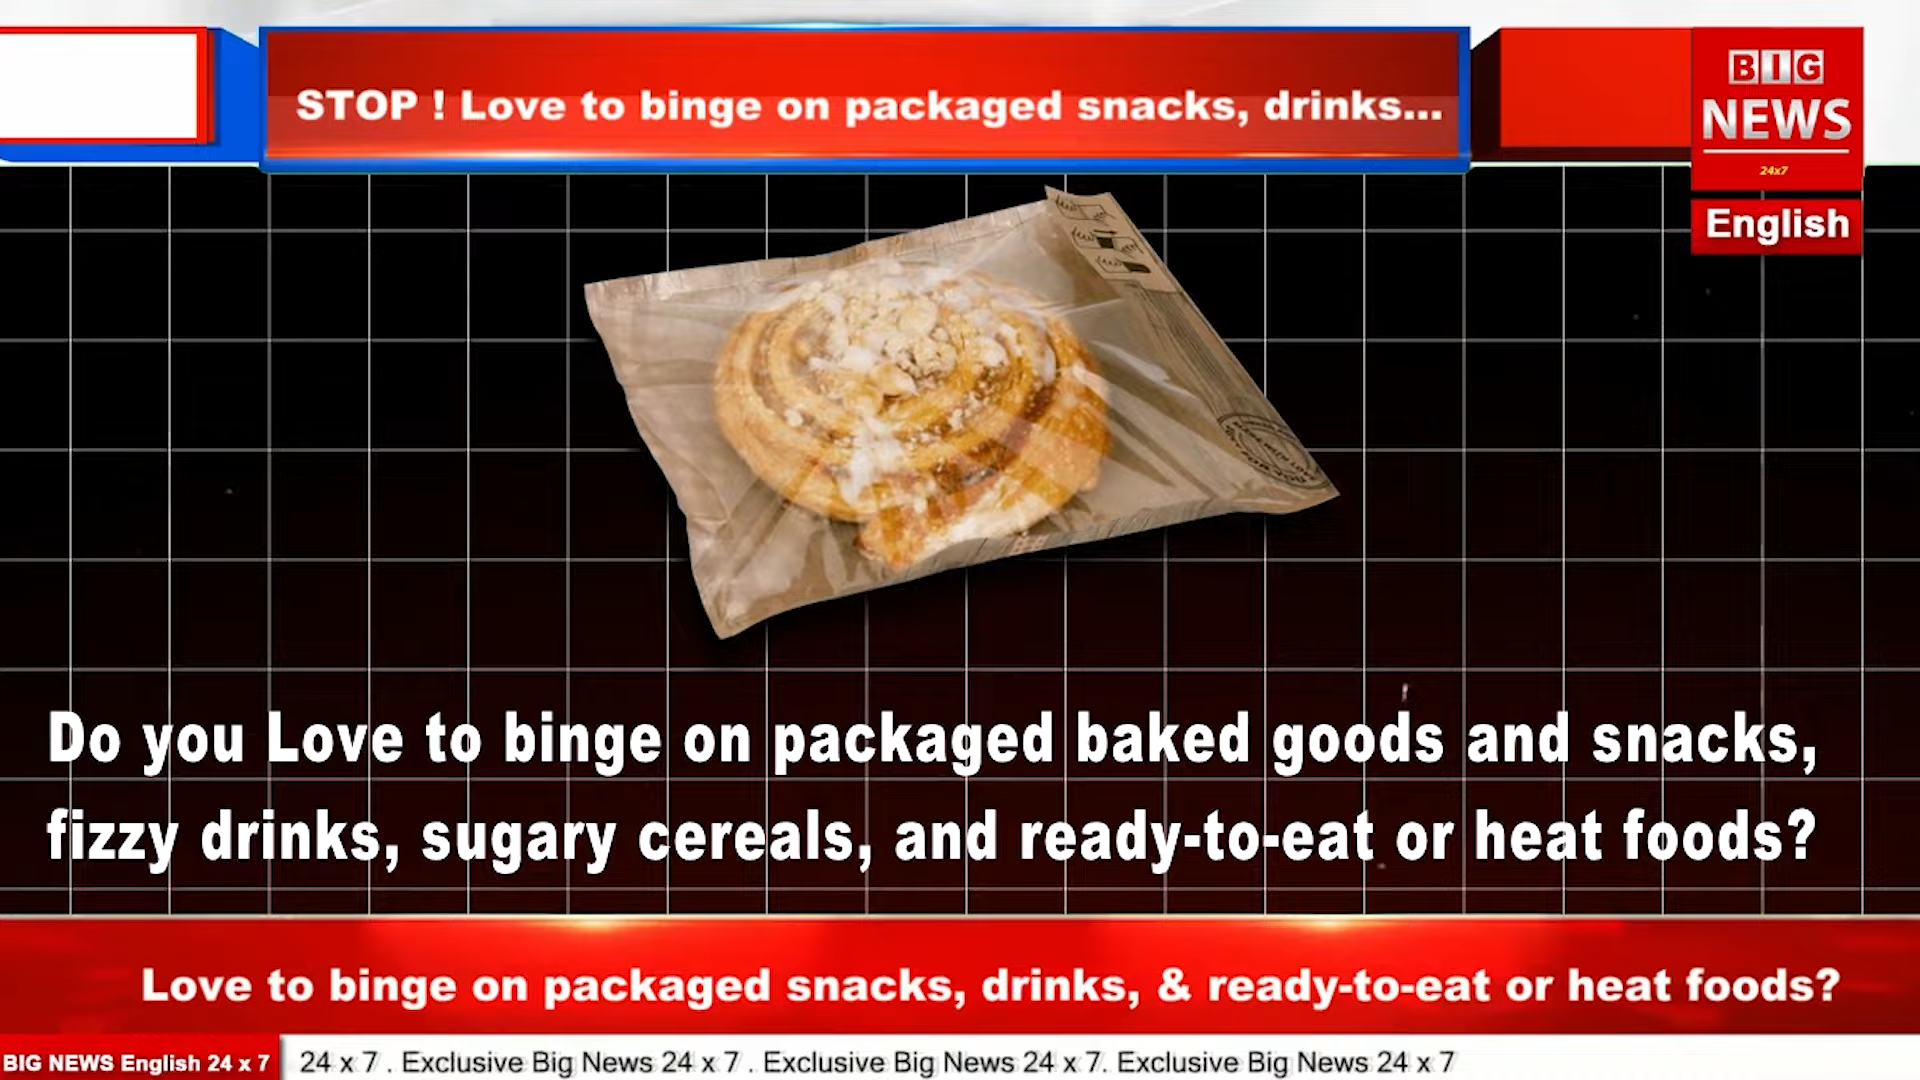 STOP ! Love to binge on packaged snacks, drinks...
BIG
NEWS
24x7
English
Do you Love to binge on packaged baked goods and snacks,
fizzy drinks, sugary cereals, and ready-to-eat or heat foods?
Love to binge on packaged snacks, drinks, & ready-to-eat or heat foods?
BIG NEWS English 24 x 7
24 x 7 . Exclusive Big News 24 x 7 . Exclusive Big News 24 x 7. Exclusive Big News 24 x 7